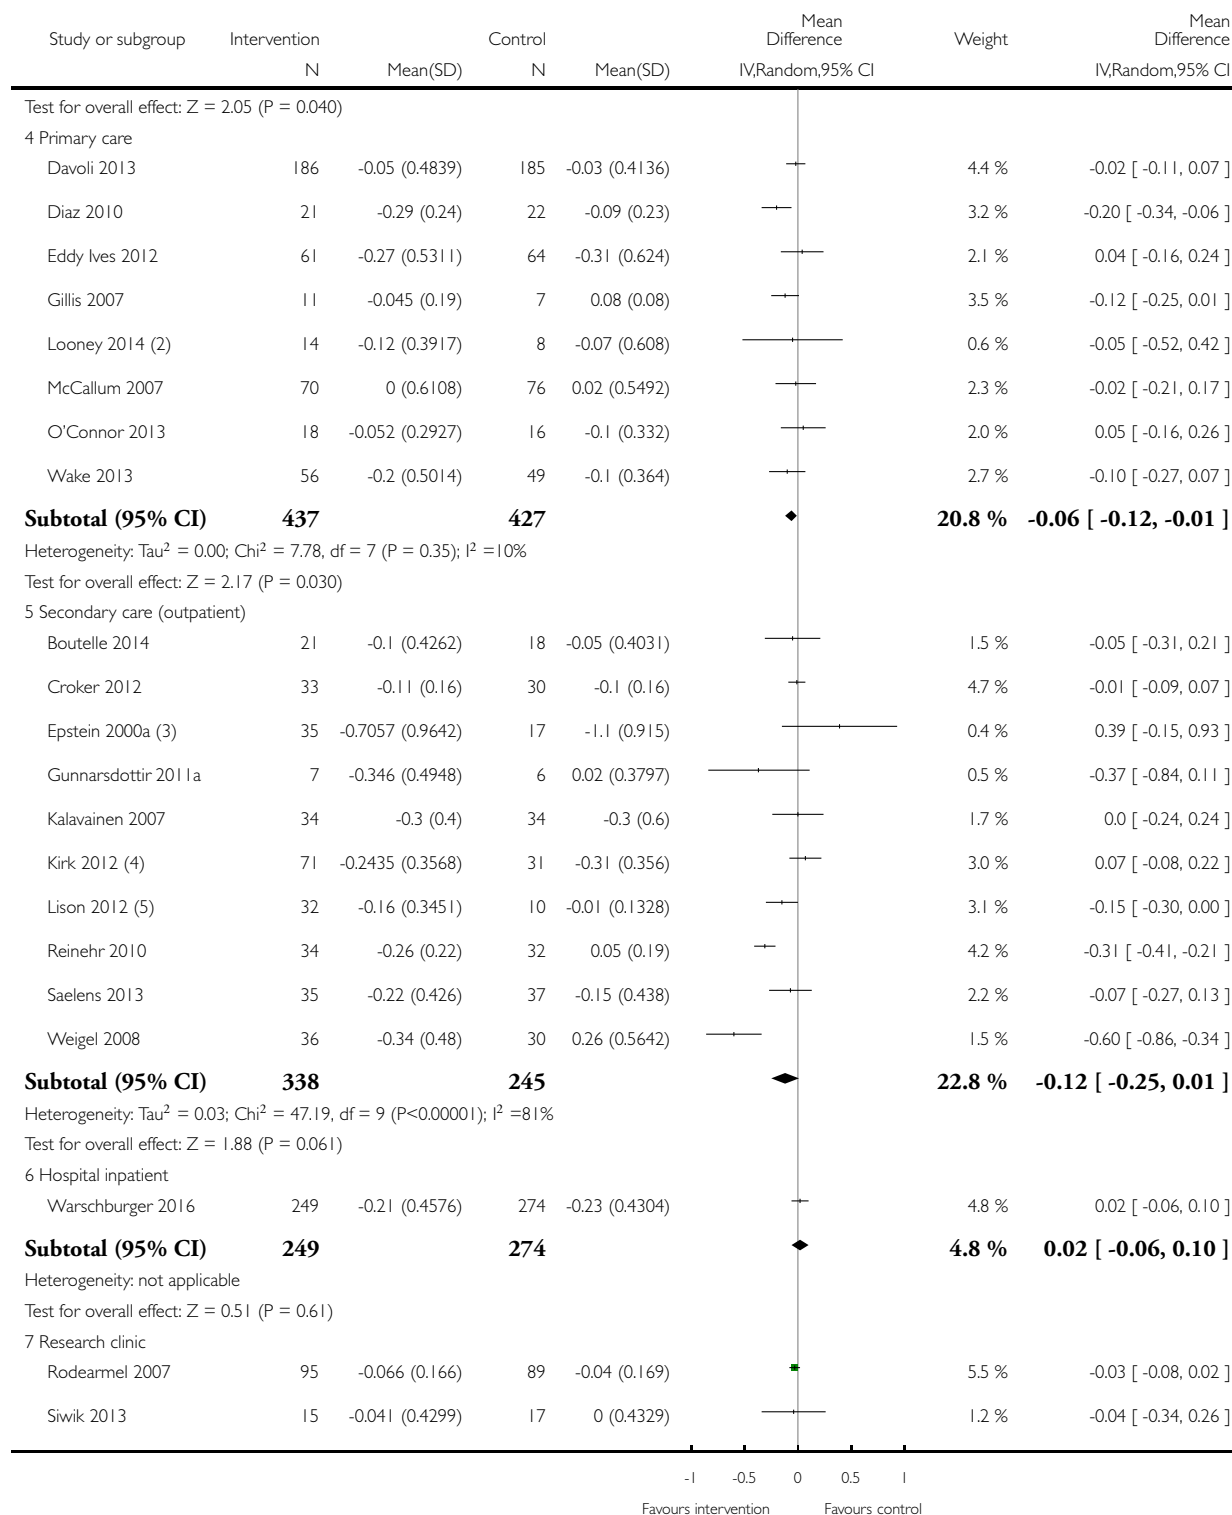 Study or subgroup Intervention Control Mean Difference Weight Mean Difference
N Mean(SD) N Mean(SD) IV,Random,95% CI IV,Random,95% CI
Test for overall effect: Z = 2.05 (P = 0.040)
4 Primary care
Davoli 2013 186 -0.05 (0.4839) 185 -0.03 (0.4136) 4.4 % -0.02 [ -0.11, 0.07 ]
Diaz 2010 21 -0.29 (0.24) 22 -0.09 (0.23) 3.2 % -0.20 [ -0.34, -0.06 ]
Eddy Ives 2012 61 -0.27 (0.5311) 64 -0.31 (0.624) 2.1 % 0.04 [ -0.16, 0.24 ]
Gillis 2007 11 -0.045 (0.19) 7 0.08 (0.08) 3.5 % -0.12 [ -0.25, 0.01 ]
Looney 2014 (2) 14 -0.12 (0.3917) 8 -0.07 (0.608) 0.6 % -0.05 [ -0.52, 0.42 ]
McCallum 2007 70 0 (0.6108) 76 0.02 (0.5492) 2.3 % -0.02 [ -0.21, 0.17 ]
O'Connor 2013 18 -0.052 (0.2927) 16 -0.1 (0.332) 2.0 % 0.05 [ -0.16, 0.26 ]
Wake 2013 56 -0.2 (0.5014) 49 -0.1 (0.364) 2.7 % -0.10 [ -0.27, 0.07 ]
Subtotal (95% CI) 437 427 20.8 % -0.06 [ -0.12, -0.01 ]
Heterogeneity: Tau² = 0.00; Chi² = 7.78, df = 7 (P = 0.35); I² =10%
Test for overall effect: Z = 2.17 (P = 0.030)
5 Secondary care (outpatient)
Boutelle 2014 21 -0.1 (0.4262) 18 -0.05 (0.4031) 1.5 % -0.05 [ -0.31, 0.21 ]
Croker 2012 33 -0.11 (0.16) 30 -0.1 (0.16) 4.7 % -0.01 [ -0.09, 0.07 ]
Epstein 2000a (3) 35 -0.7057 (0.9642) 17 -1.1 (0.915) 0.4 % 0.39 [ -0.15, 0.93 ]
Gunnarsdottir 2011a 7 -0.346 (0.4948) 6 0.02 (0.3797) 0.5 % -0.37 [ -0.84, 0.11 ]
Kalavainen 2007 34 -0.3 (0.4) 34 -0.3 (0.6) 1.7 % 0.0 [ -0.24, 0.24 ]
Kirk 2012 (4) 71 -0.2435 (0.3568) 31 -0.31 (0.356) 3.0 % 0.07 [ -0.08, 0.22 ]
Lison 2012 (5) 32 -0.16 (0.3451) 10 -0.01 (0.1328) 3.1 % -0.15 [ -0.30, 0.00 ]
Reinehr 2010 34 -0.26 (0.22) 32 0.05 (0.19) 4.2 % -0.31 [ -0.41, -0.21 ]
Saelens 2013 35 -0.22 (0.426) 37 -0.15 (0.438) 2.2 % -0.07 [ -0.27, 0.13 ]
Weigel 2008 36 -0.34 (0.48) 30 0.26 (0.5642) 1.5 % -0.60 [ -0.86, -0.34 ]
Subtotal (95% CI) 338 245 22.8 % -0.12 [ -0.25, 0.01 ]
Heterogeneity: Tau² = 0.03; Chi² = 47.19, df = 9 (P<0.00001); I² =81%
Test for overall effect: Z = 1.88 (P = 0.061)
6 Hospital inpatient
Warschburger 2016 249 -0.21 (0.4576) 274 -0.23 (0.4304) 4.8 % 0.02 [ -0.06, 0.10 ]
Subtotal (95% CI) 249 274 4.8 % 0.02 [ -0.06, 0.10 ]
Heterogeneity: not applicable
Test for overall effect: Z = 0.51 (P = 0.61)
7 Research clinic
Rodearmel 2007 95 -0.066 (0.166) 89 -0.04 (0.169) 5.5 % -0.03 [ -0.08, 0.02 ]
Siwik 2013 15 -0.041 (0.4299) 17 0 (0.4329) 1.2 % -0.04 [ -0.34, 0.26 ]
-1 -0.5 0 0.5 1
Favours intervention Favours control